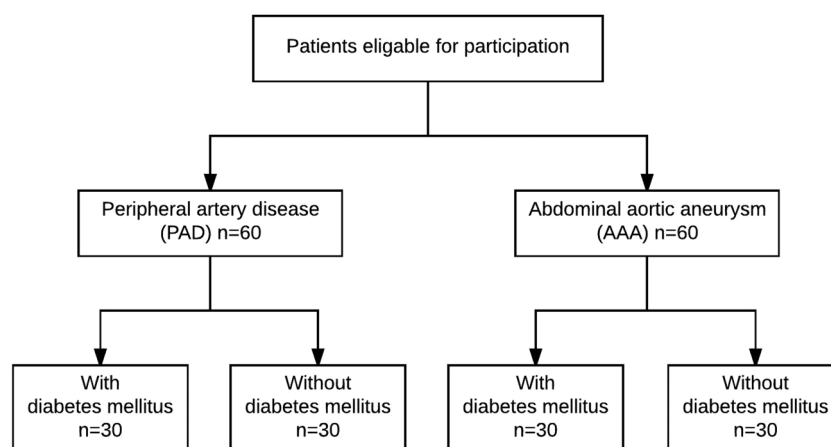 Patients eligable for participation
Peripheral artery disease
(PAD) n=60
Abdominal aortic aneurysm
(AAA) n=60
With
diabetes mellitus
n=30
Without
diabetes mellitus
n=30
With
diabetes mellitus
n=30
Without
diabetes mellitus
n=30